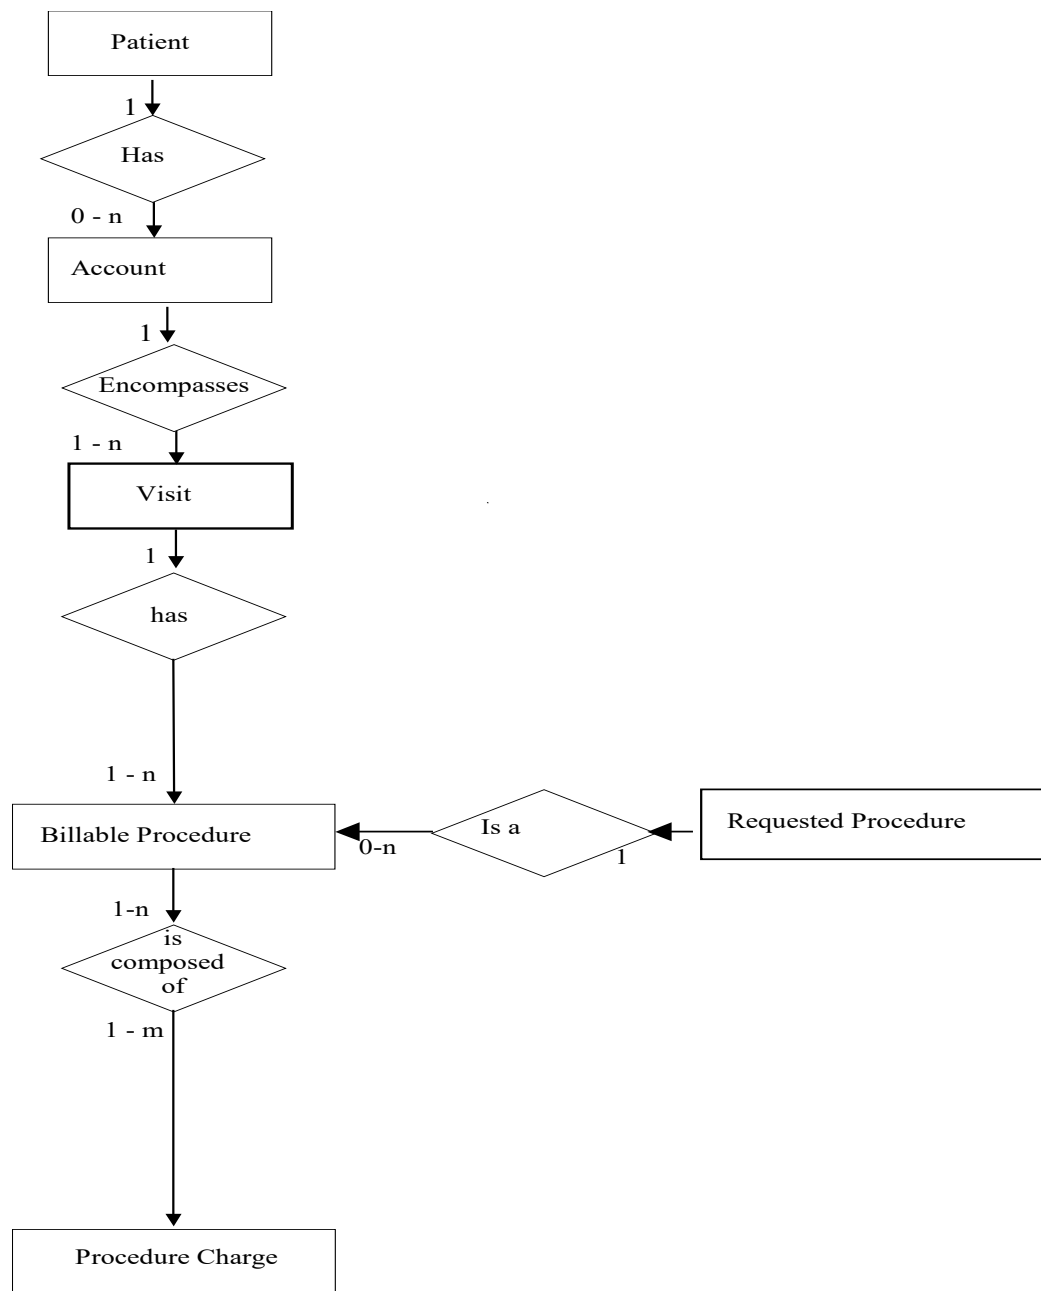 Patient
1
Has
0 - n
Account
1
Encompasses
1 - n
Visit
1
has
1 - n
Billable Procedure
0-n
Is a
1
Requested Procedure
1-n
is
composed
of
1 - m
Procedure Charge